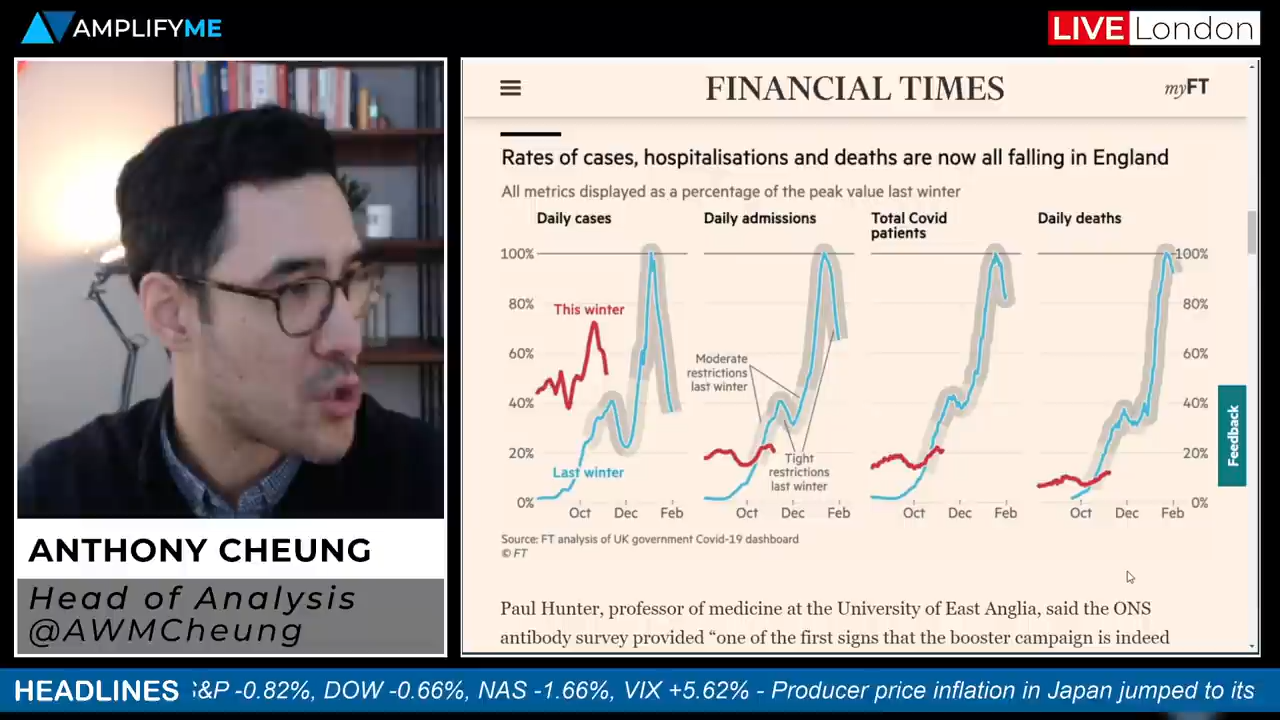 AMPLIFYME
LIVE London
FINANCIAL TIMES
myFT
Rates of cases, hospitalisations and deaths are now all falling in England
All metrics displayed as a percentage of the peak value last winter
Daily cases
Daily admissions
Total Covid
patients
Daily deaths
100%
80%
60%
40%
20%
0%
This winter
Last winter
Moderate
restrictions
last winter
Tight
restrictions
last winter
100%
80%
60%
40%
20%
0%
Oct Dec Feb
Oct Dec Feb
Oct Dec Feb
Oct Dec Feb
Feedback
Source: FT analysis of UK government Covid-19 dashboard
© FT
Paul Hunter, professor of medicine at the University of East Anglia, said the ONS
antibody survey provided “one of the first signs that the booster campaign is indeed
ANTHONY CHEUNG
Head of Analysis
@AWMCheung
HEADLINES &P -0.82%, DOW -0.66%, NAS -1.66%, VIX +5.62% - Producer price inflation in Japan jumped to its